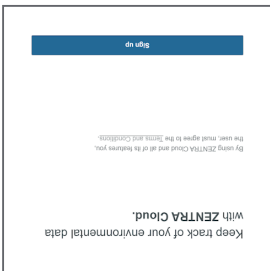 Keep track of your environmental data
with ZENTRA Cloud.
By using ZENTRA Cloud and all of its features you,
the user, must agree to the Terms and Conditions.
Sign up